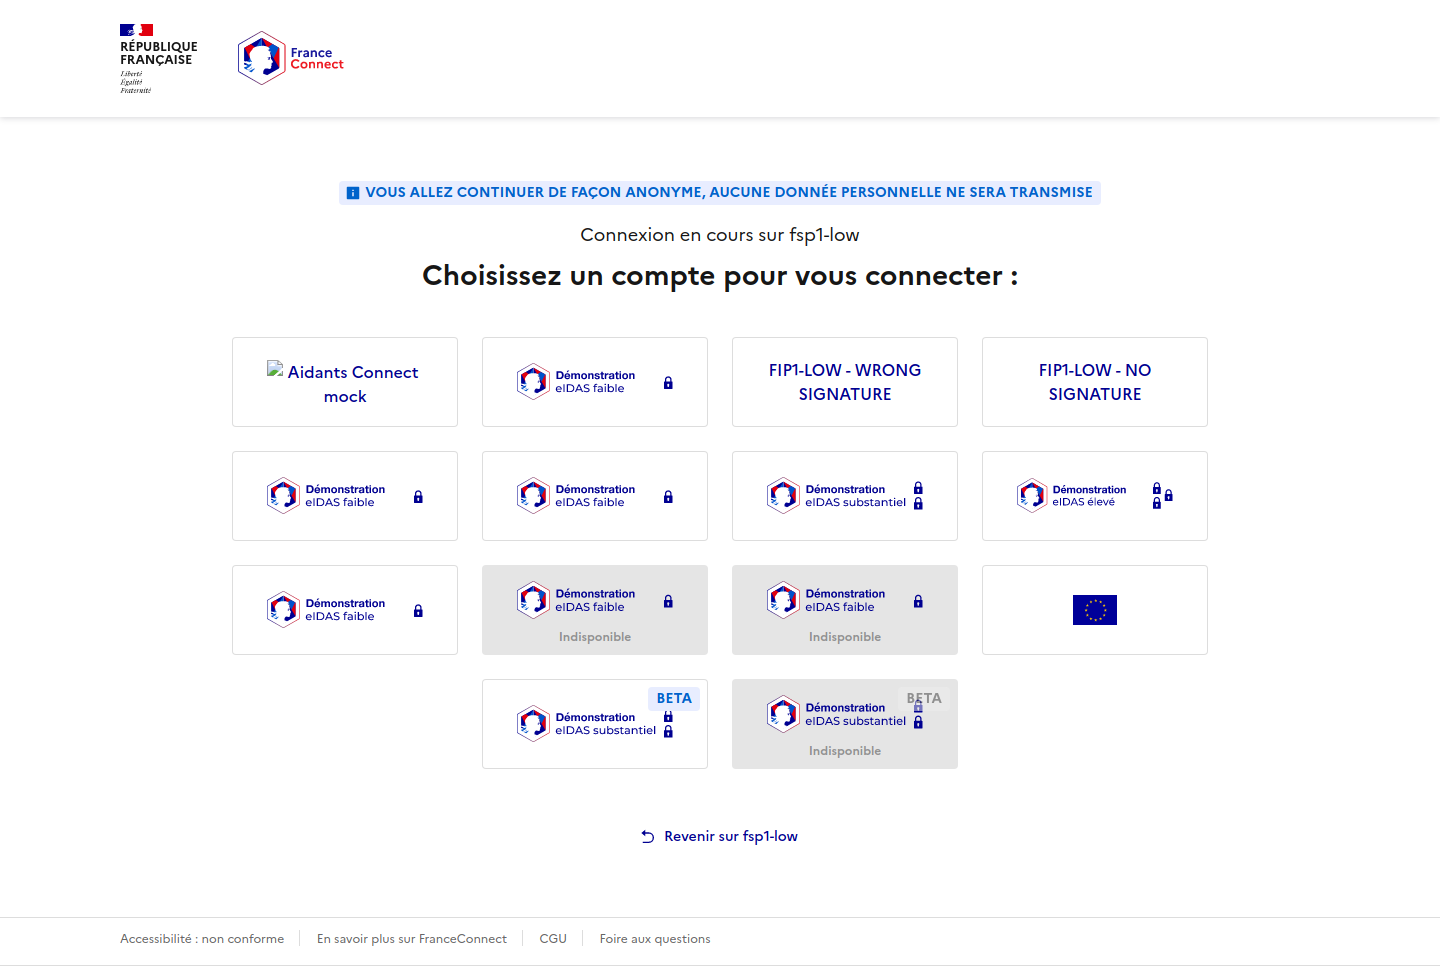 RÉPUBLIQUE
FRANÇAISE
Liberté
Égalité
Fraternité
France
Connect
VOUS ALLEZ CONTINUER DE FAÇON ANONYME, AUCUNE DONNÉE PERSONNELLE NE SERA TRANSMISE
Connexion en cours sur fsp1-low
Choisissez un compte pour vous connecter :
Aidants Connect
mock
Démonstration
eIDAS faible
FIP1-LOW - WRONG
SIGNATURE
FIP1-LOW - NO
SIGNATURE
Démonstration
eIDAS faible
Démonstration
eIDAS faible
Démonstration
eIDAS substantiel
Démonstration
eIDAS élevé
Démonstration
eIDAS faible
Démonstration
eIDAS faible
Indisponible
Démonstration
eIDAS faible
Indisponible
BETA
Démonstration
eIDAS substantiel
BETA
Démonstration
eIDAS substantiel
Indisponible
Revenir sur fsp1-low
Accessibilité : non conforme
En savoir plus sur FranceConnect
CGU
Foire aux questions